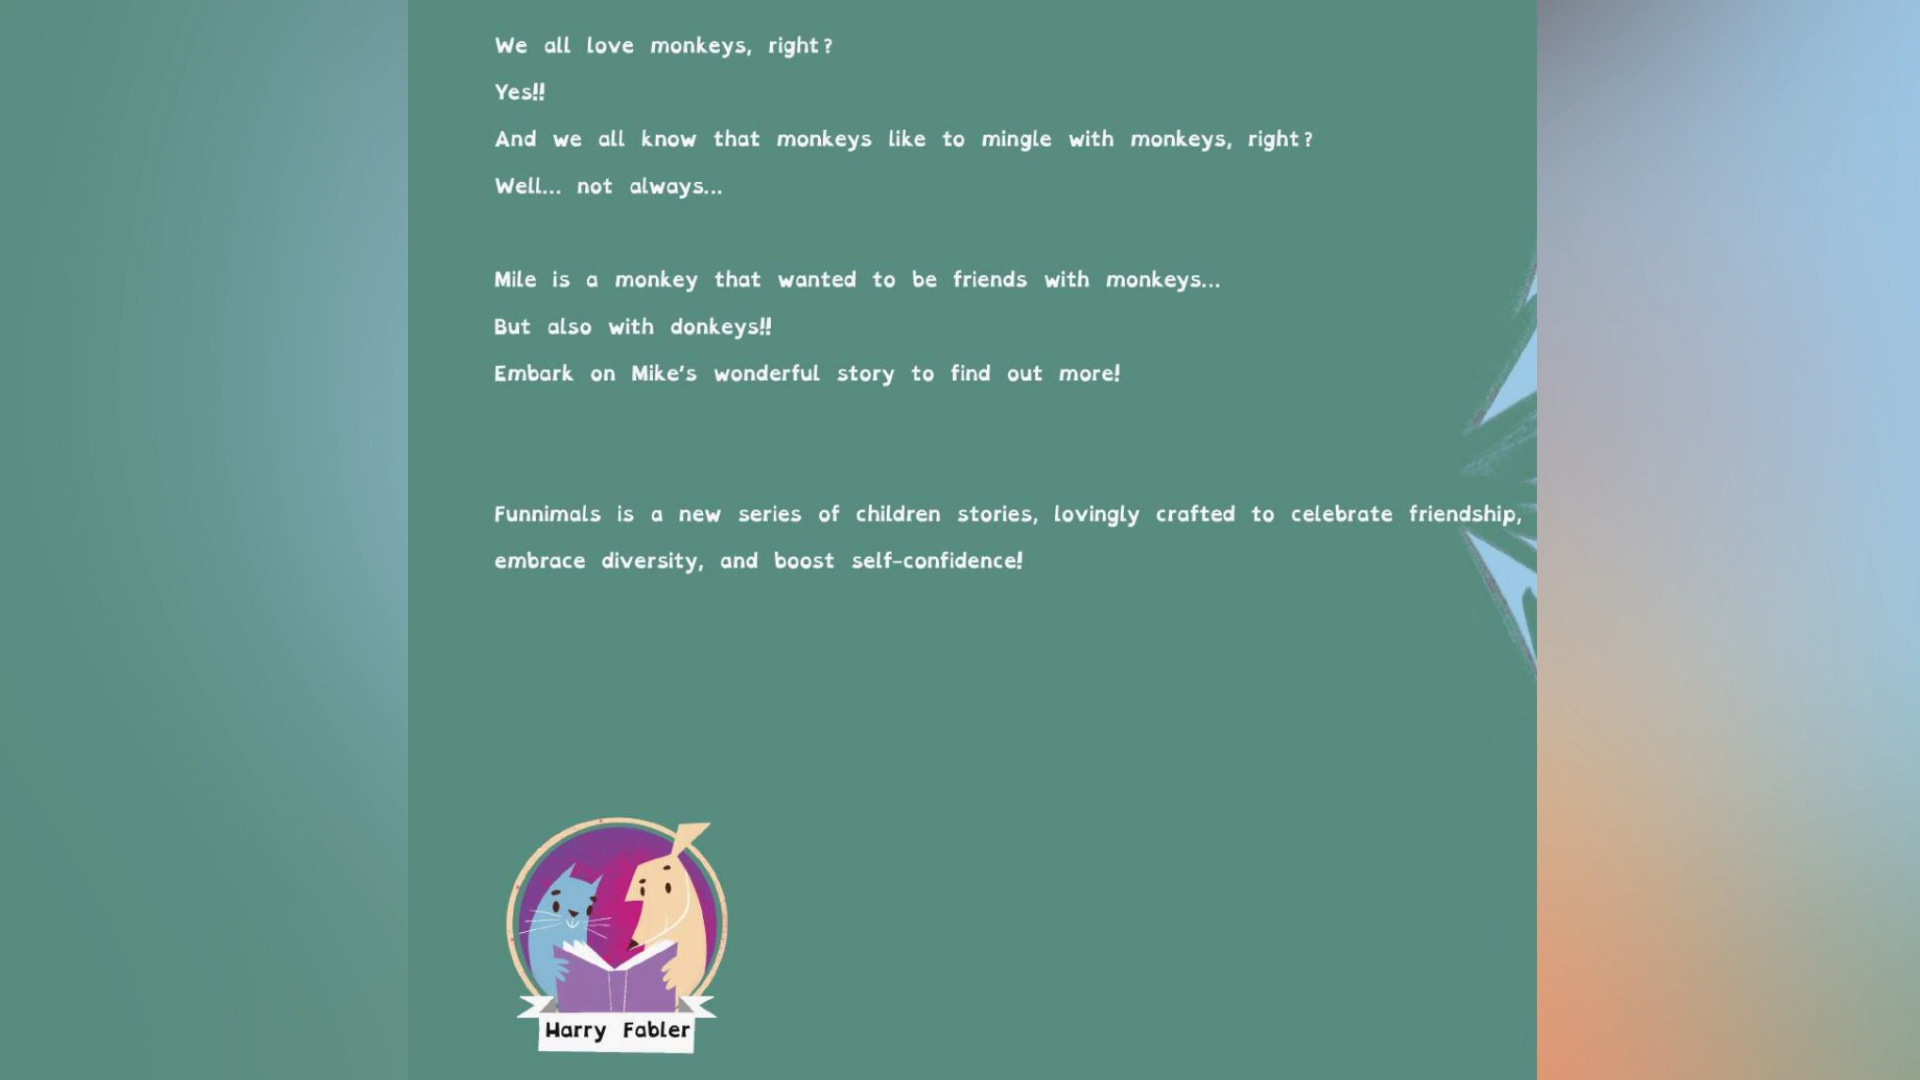 We all love monkeys, right?
Yes!!
And we all know that monkeys like to mingle with monkeys, right?
Well... not always...
Mile is a monkey that wanted to be friends with monkeys...
But also with donkeys!!
Embark on Mike's wonderful story to find out more!
Funnimals is a new series of children stories, lovingly crafted to celebrate friendship,
embrace diversity, and boost self-confidence!
Harry Fabler